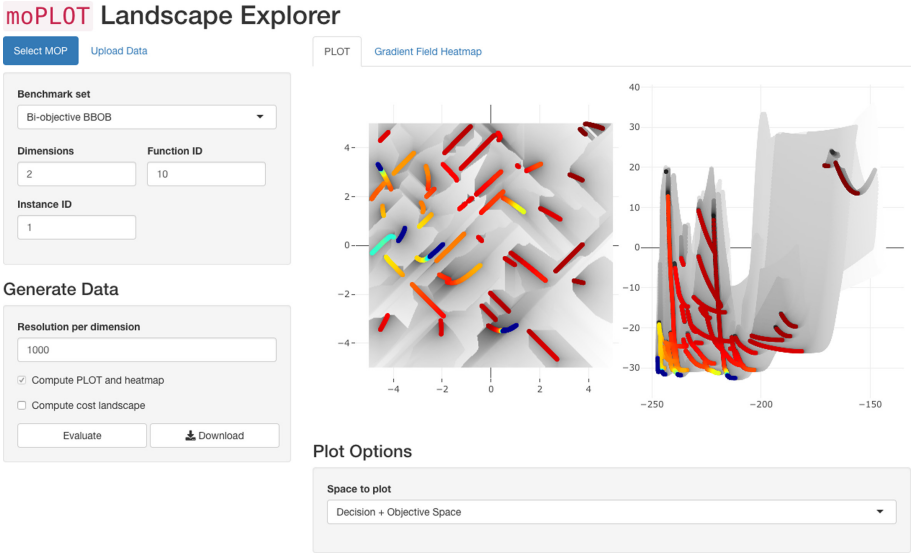 moPLOT Landscape Explorer
Select MOP
Upload Data
Benchmark set
Bi-objective BBOB
Dimensions
Function ID
2
10
Instance ID
1
Generate Data
Resolution per dimension
1000
Compute PLOT and heatmap
Compute cost landscape
Evaluate
Download
PLOT
Gradient Field Heatmap
4
2
0
−2
−4
−4
−2
0
2
4
40
30
20
10
0
−10
−20
−30
−250
−200
−150
Plot Options
Space to plot
Decision + Objective Space